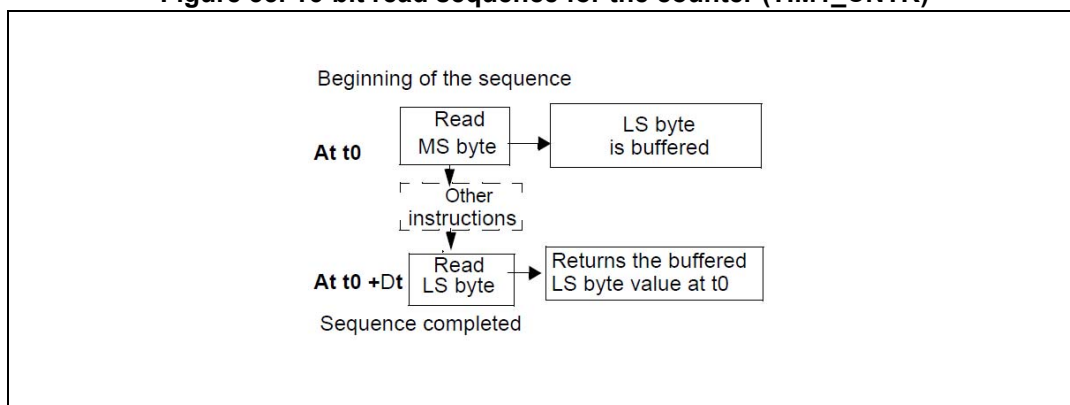 Beginning of the sequence
Read
MS byte
LS byte
is buffered
At t0
Other
instructions
Read
LS byte
Returns the buffered
LS byte value at t0
At t0 +Dt
Sequence completed